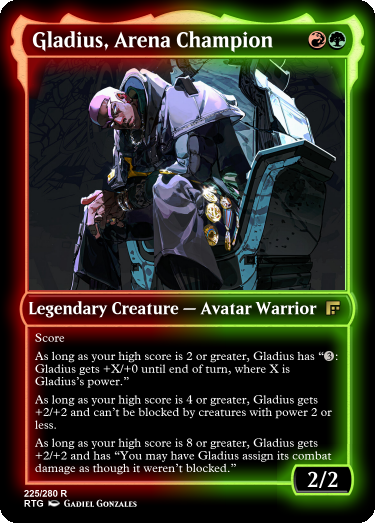 Gladius, Arena Champion
Legendary Creature — Avatar Warrior
Score
As long as your high score is 2 or greater, Gladius has “3:
Gladius gets +X/+0 until end of turn, where X is
Gladius’s power.”
As long as your high score is 4 or greater, Gladius gets
+2/+2 and can’t be blocked by creatures with power 2 or
less.
As long as your high score is 8 or greater, Gladius gets
+2/+2 and has “You may have Gladius assign its combat
damage as though it weren’t blocked.”
2/2
225/280 R
RTG Gadiel Gonzales